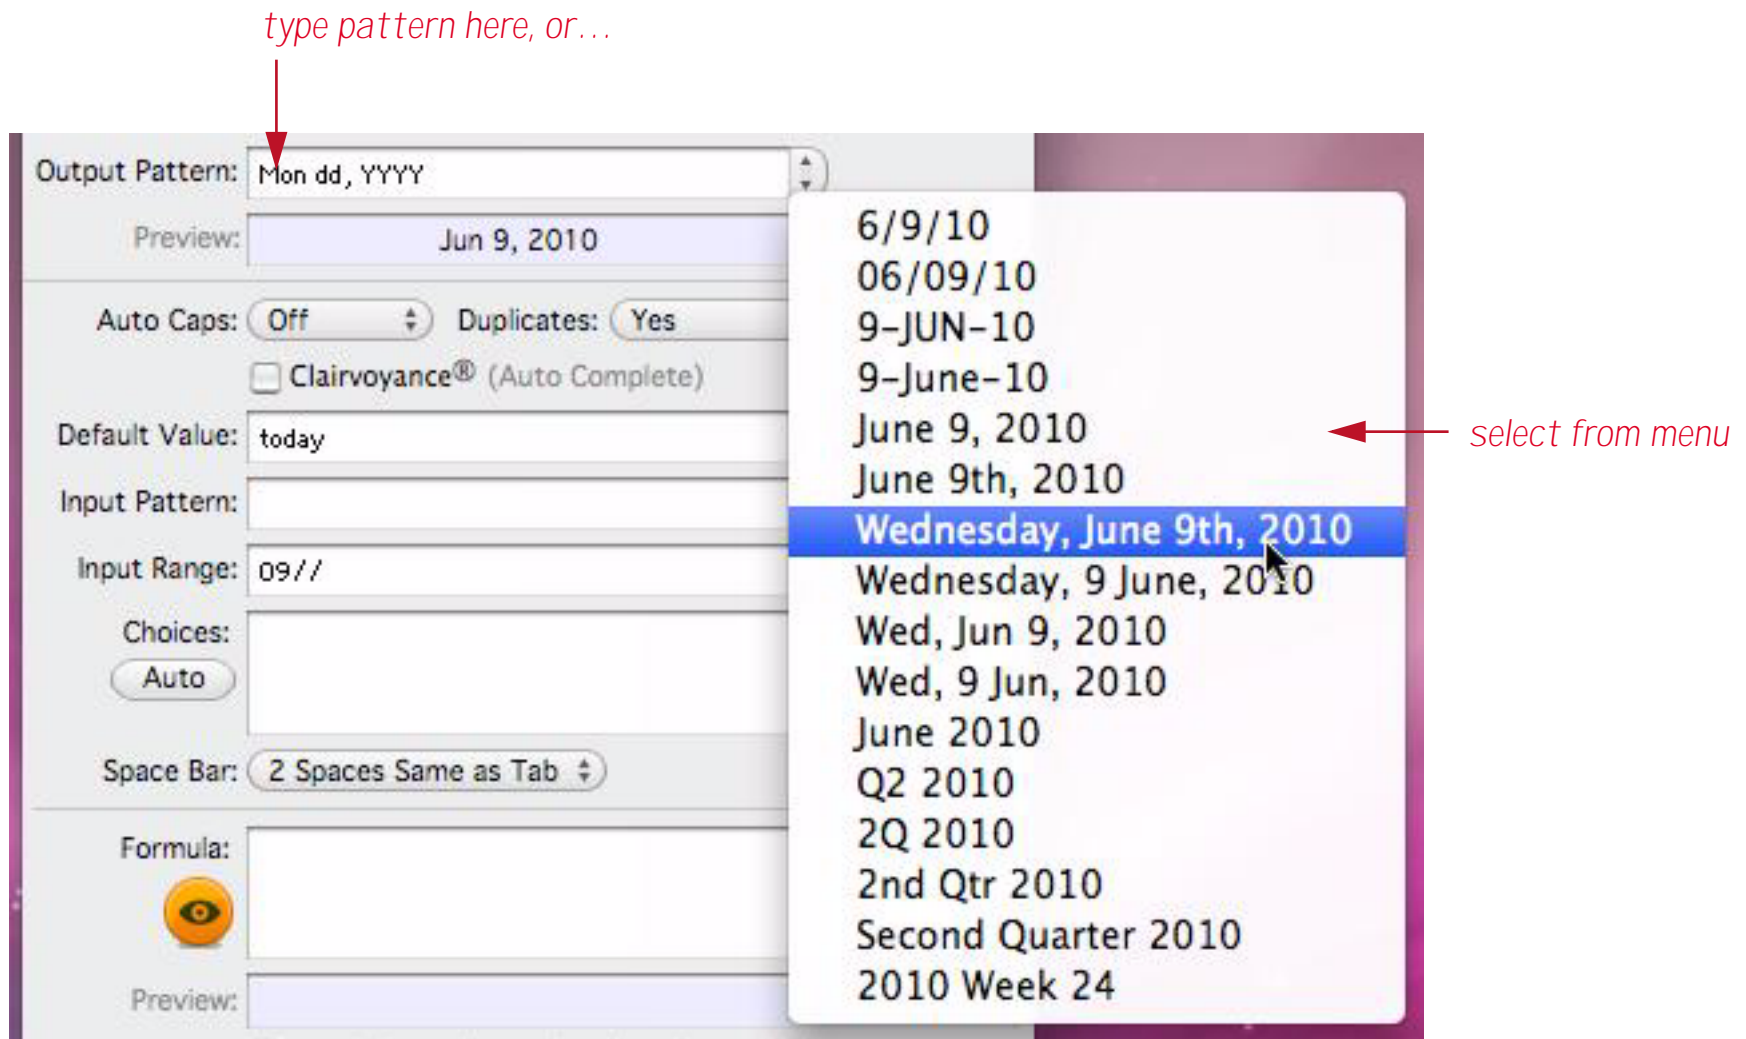 type pattern here, or...
Output Pattern: Mon dd, YYYY
Preview: Jun 9, 2010
Auto Caps: Off Duplicates: Yes
Clairvoyance® (Auto Complete)
Default Value: today
Input Pattern:
Input Range: 09//
Choices:
Auto
Space Bar: 2 Spaces Same as Tab
Formula:
Preview:
6/9/10
06/09/10
9-JUN-10
9-June-10
June 9, 2010
June 9th, 2010
Wednesday, June 9th, 2010
Wednesday, 9 June, 2010
Wed, Jun 9, 2010
Wed, 9 Jun, 2010
June 2010
Q2 2010
2Q 2010
2nd Qtr 2010
Second Quarter 2010
2010 Week 24
select from menu